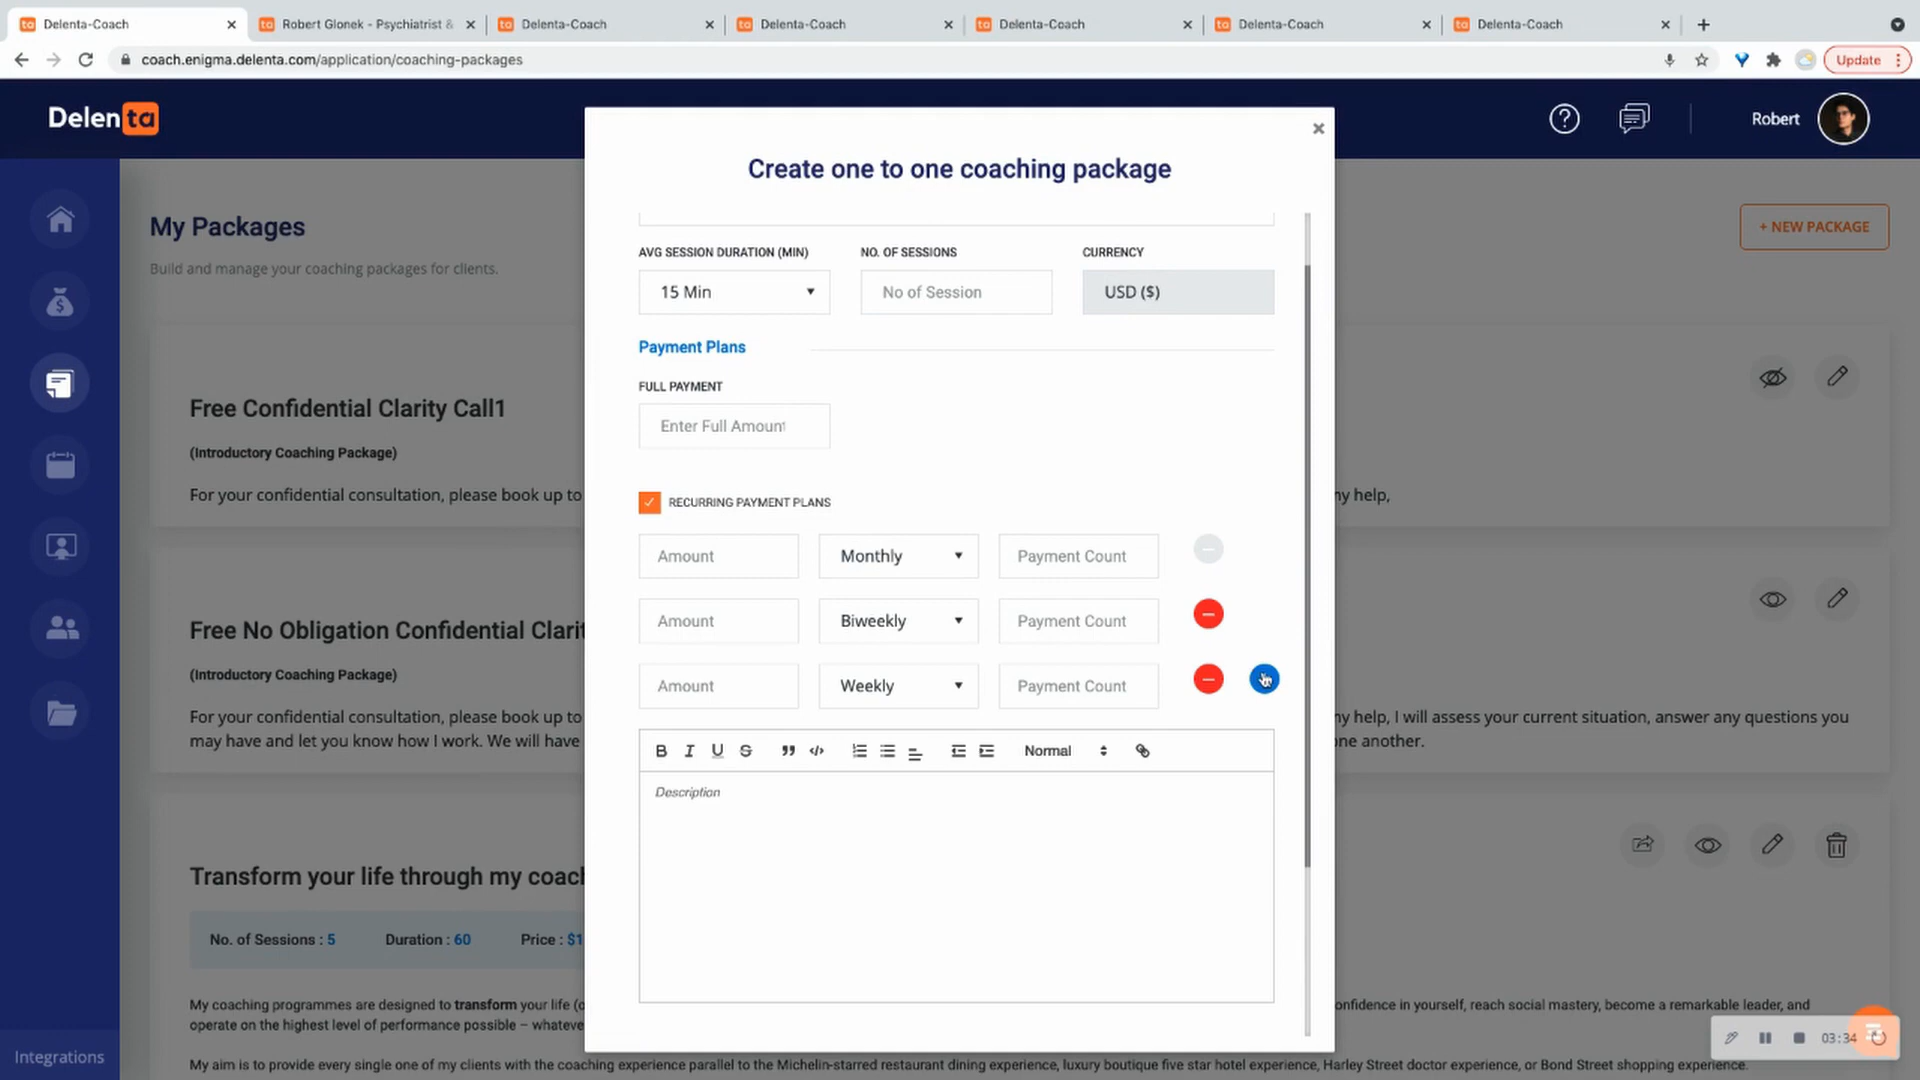 Delenta-Coach
Robert Glonek - Psychiatrist &
Delenta-Coach
Delenta-Coach
Delenta-Coach
Delenta-Coach
Delenta-Coach
coach.enigma.delenta.com/application/coaching-packages
Update
Delenta
Robert
My Packages
Build and manage your coaching packages for clients.
+ NEW PACKAGE
Create one to one coaching package
AVG SESSION DURATION (MIN)
NO. OF SESSIONS
CURRENCY
15 Min
No of Session
USD ($)
Payment Plans
FULL PAYMENT
Enter Full Amount
RECURRING PAYMENT PLANS
Amount
Monthly
Payment Count
Amount
Biweekly
Payment Count
Amount
Weekly
Payment Count
B I U S
Normal
Description
Free Confidential Clarity Call1
(Introductory Coaching Package)
For your confidential consultation, please book up to
my help,
Free No Obligation Confidential Clarit
(Introductory Coaching Package)
For your confidential consultation, please book up to
my help, I will assess your current situation, answer any questions you
may have and let you know how I work. We will have
one another.
Transform your life through my coach
No. of Sessions : 5 Duration : 60 Price : $1
My coaching programmes are designed to transform your life (o
confidence in yourself, reach social mastery, become a remarkable leader, and
operate on the highest level of performance possible – whateve
My aim is to provide every single one of my clients with the coaching experience parallel to the Michelin-starred restaurant dining experience, luxury boutique five star hotel experience, Harley Street doctor experience, or Bond Street shopping experience.
Integrations
03:34